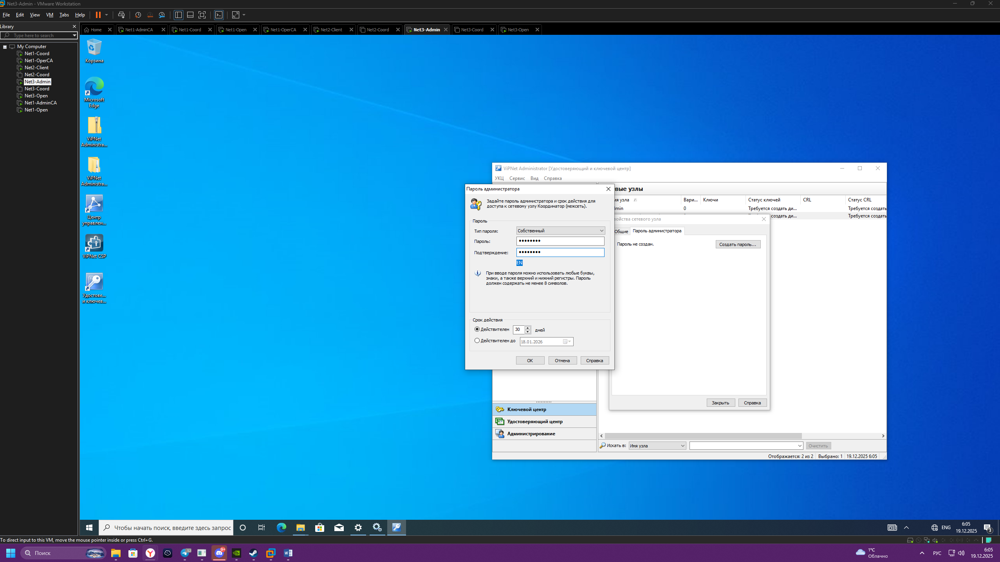 Net3-Admin - VMware Workstation
File Edit View VM Tabs Help
Library
Home Net1-AdminCA Net1-Coord Net1-Open Net1-OperCA Net2-Client Net2-Coord Net3-Admin Net3-Coord Net3-Open
Type here to search
My Computer
Net1-Coord
Net1-OperCA
Net2-Client
Net2-Coord
Net3-Admin
Net3-Coord
Net3-Open
Net1-AdminCA
Net1-Open
Корзина
Microsoft
Edge
ViPNet
Administra...
ViPNet
Administra...
Центр
управлен...
ViPNet CSP
Удостове...
и ключев...
ViPNet Administrator [Удостоверяющий и ключевой центр]
УКЦ Сервис Вид Справка
Пароль администратора
Задайте пароль администратора и срок действия для
доступа к сетевому узлу Координатор (межсеть).
Пароль
Тип пароля: Собственный
Пароль: ••••••••
Подтверждение: ••••••••
EN
При вводе пароля можно использовать любые буквы,
знаки, а также верхний и нижний регистры. Пароль
должен содержать не менее 8 символов.
Срок действия
Действителен 30 дней
Действителен до 18.01.2026
ОК Отмена Справка
вые узлы
мя узла Вари... Ключи Статус ключей CRL Статус CRL
min 0 Требуется создать ди... Требуется создать
создать ди... Требуется создать
ойства сетевого узла
Общие Пароль администратора
Пароль не создан. Создать пароль...
Закрыть Справка
Ключевой центр
Удостоверяющий центр
Администрирование
Искать в: Имя узла Очистить
Отображается: 2 из 2 Выбрано: 1 19.12.2025 6:05
Чтобы начать поиск, введите здесь запрос
ENG
6:05
19.12.2025
3
To direct input to this VM, move the mouse pointer inside or press Ctrl+G.
Поиск
52
9+
1°C
Облачно
РУС
6:05
19.12.2025